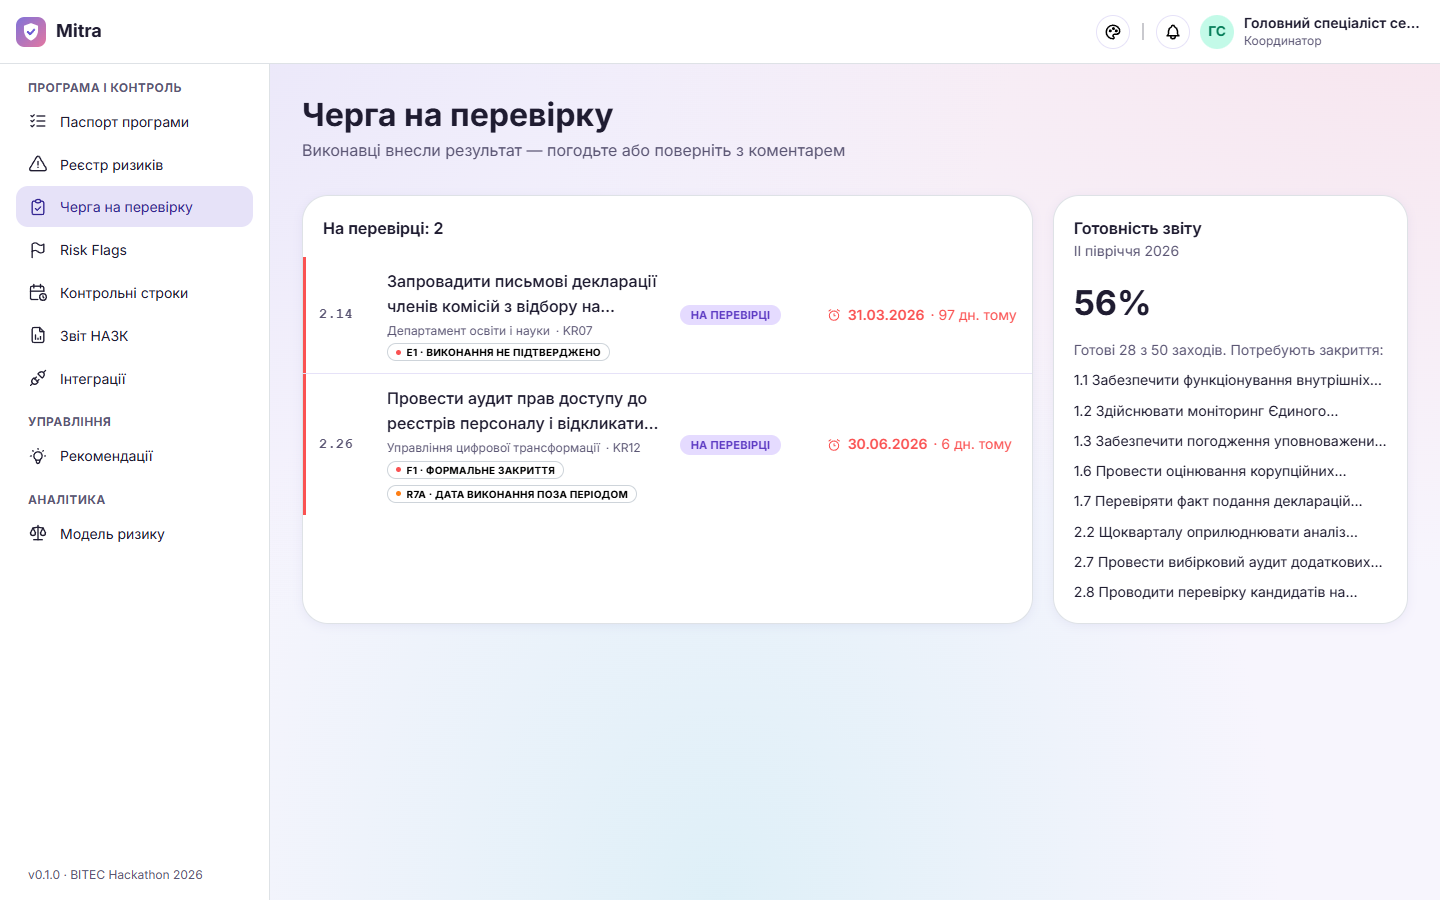 Mitra
ГС
Головний спеціаліст се...
Координатор
ПРОГРАМА І КОНТРОЛЬ
Паспорт програми
Реєстр ризиків
Черга на перевірку
Risk Flags
Контрольні строки
Звіт НАЗК
Інтеграції
УПРАВЛІННЯ
Рекомендації
АНАЛІТИКА
Модель ризику
v0.1.0 · BITEC Hackathon 2026
Черга на перевірку
Виконавці внесли результат — погодьте або поверніть з коментарем
На перевірці: 2
2.14
Запровадити письмові декларації
членів комісій з відбору на...
Департамент освіти і науки · KR07
E1 · ВИКОНАННЯ НЕ ПІДТВЕРДЖЕНО
НА ПЕРЕВІРЦІ
31.03.2026 · 97 дн. тому
2.26
Провести аудит прав доступу до
реєстрів персоналу і відкликати...
Управління цифрової трансформації · KR12
F1 · ФОРМАЛЬНЕ ЗАКРИТТЯ
R7A · ДАТА ВИКОНАННЯ ПОЗА ПЕРІОДОМ
НА ПЕРЕВІРЦІ
30.06.2026 · 6 дн. тому
Готовність звіту
II півріччя 2026
56%
Готові 28 з 50 заходів. Потребують закриття:
1.1 Забезпечити функціонування внутрішніх...
1.2 Здійснювати моніторинг Єдиного...
1.3 Забезпечити погодження уповноважени...
1.6 Провести оцінювання корупційних...
1.7 Перевіряти факт подання декларацій...
2.2 Щокварталу оприлюднювати аналіз...
2.7 Провести вибірковий аудит додаткових...
2.8 Проводити перевірку кандидатів на...